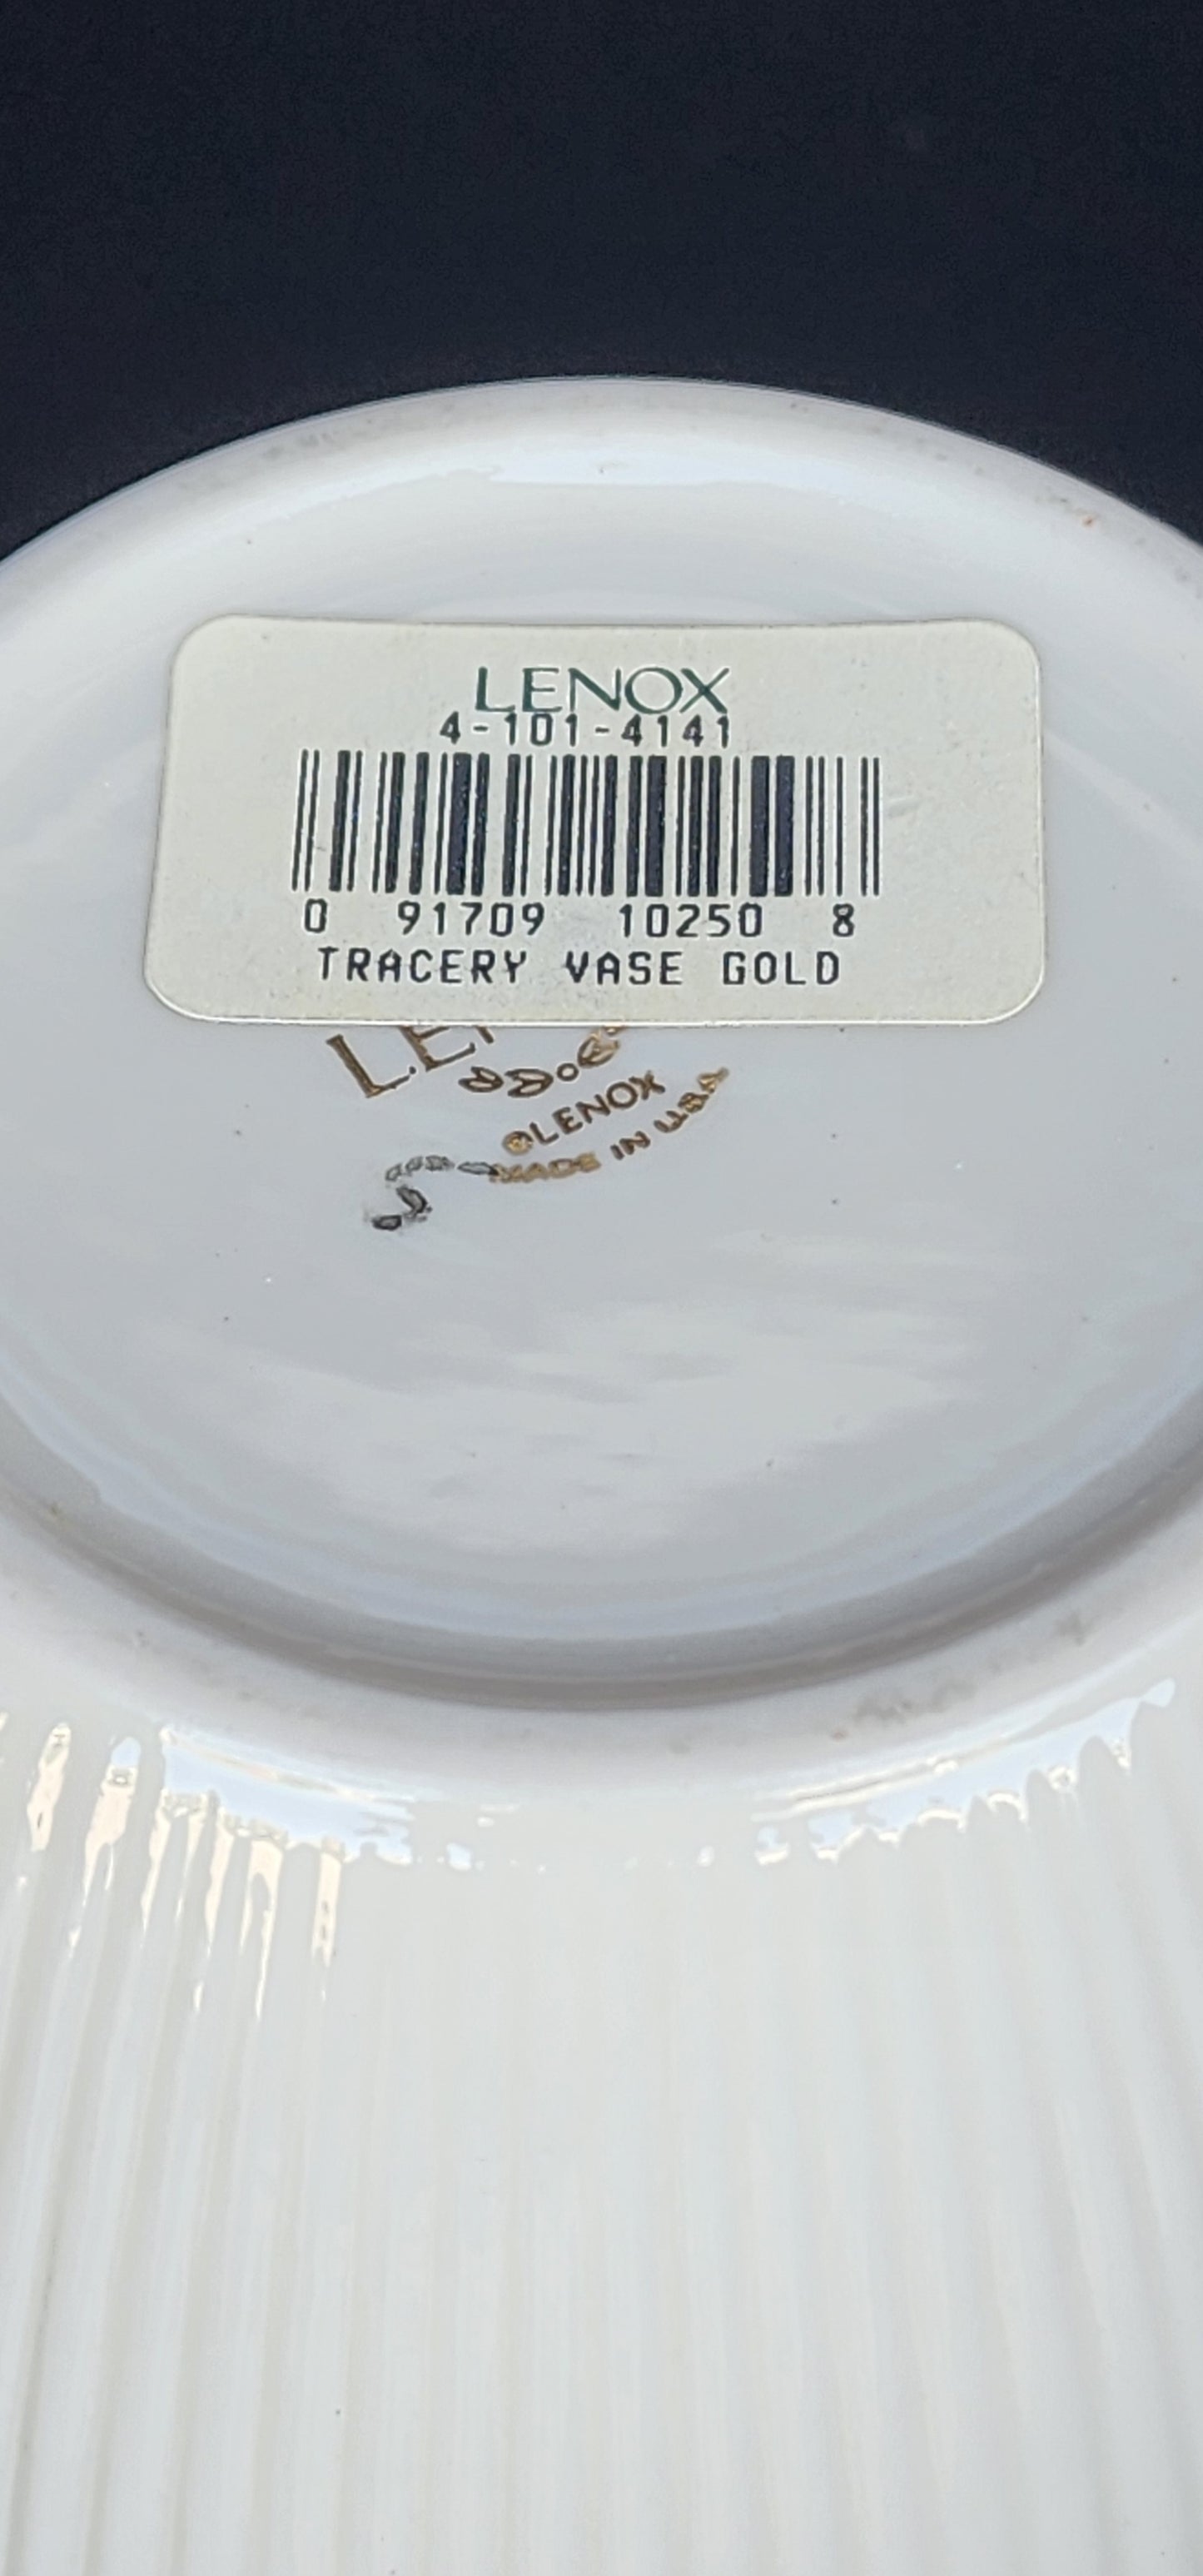 LENOX
4-101-4141
0 91709 10250 8
TRACERY VASE GOLD
©LENOX
MADE IN USA